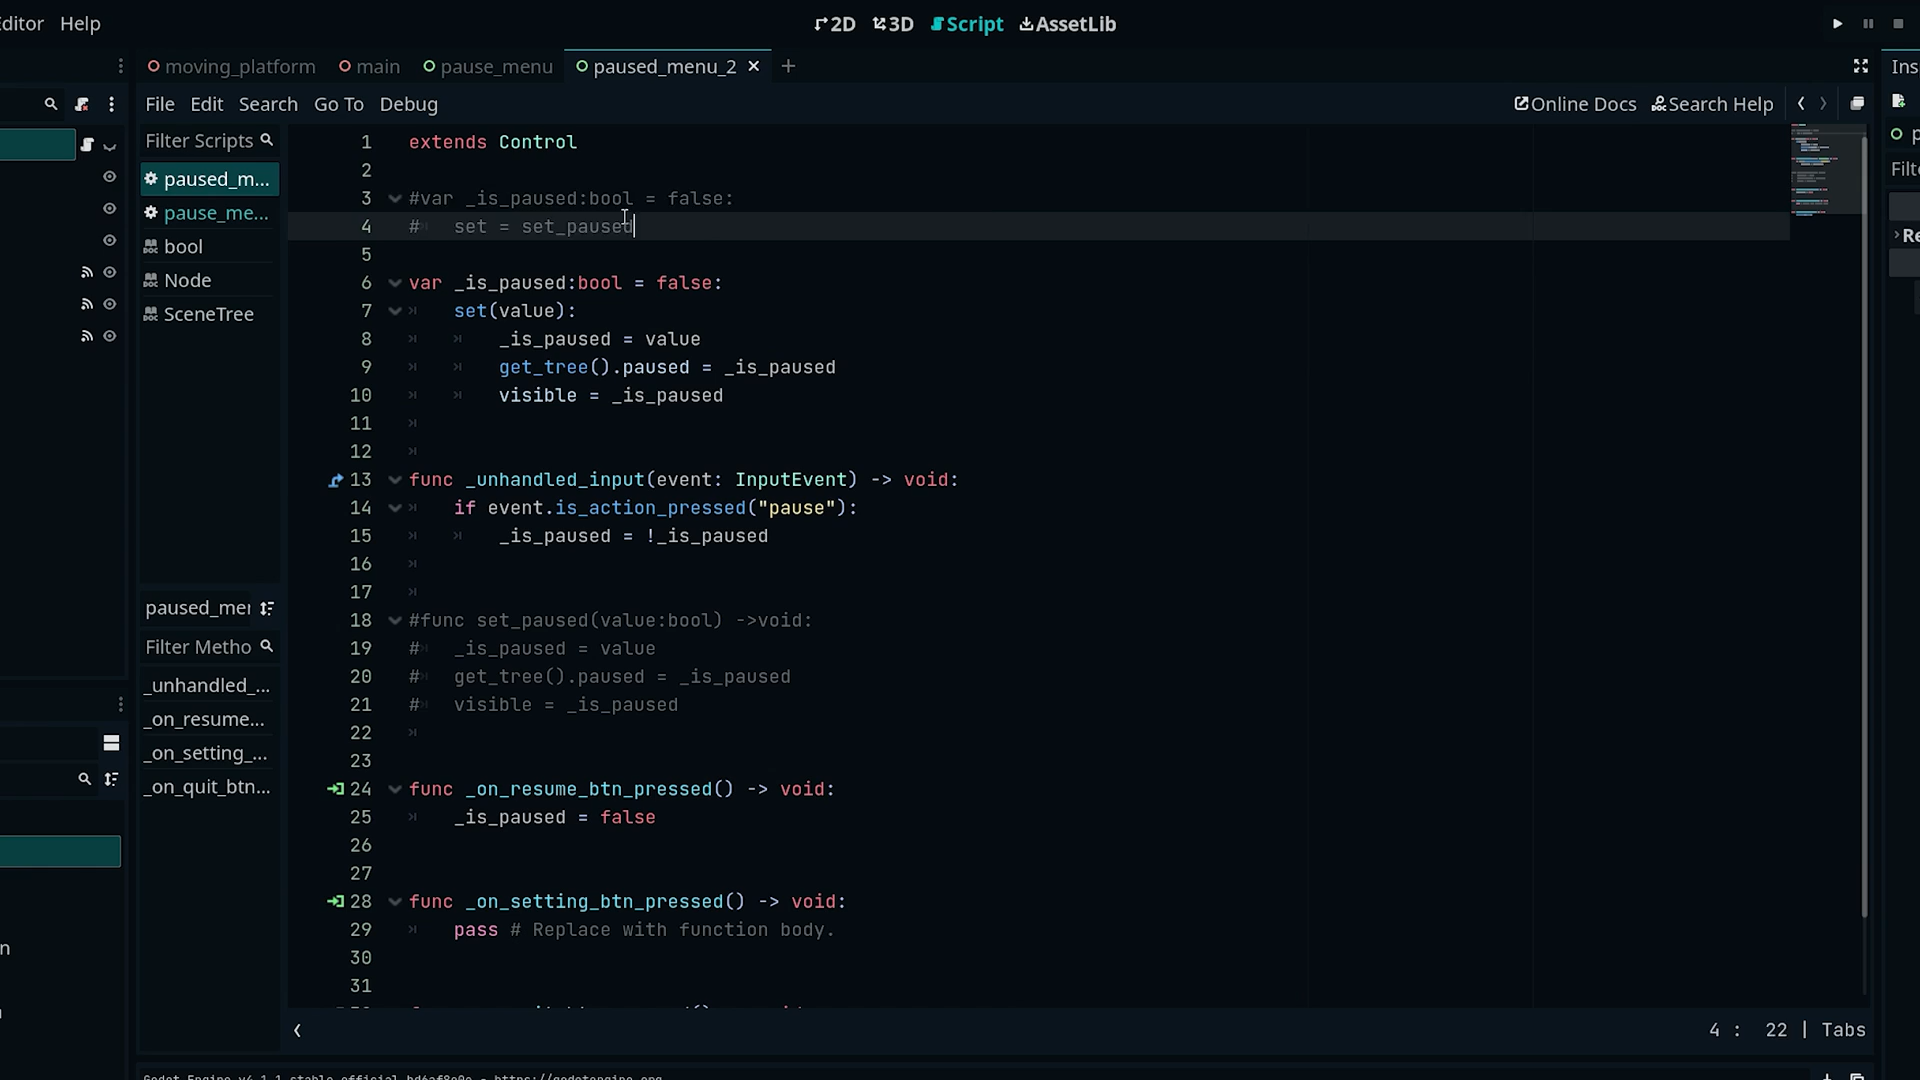 Editor Help
2D 3D Script AssetLib
moving_platform main pause_menu paused_menu_2
Ins
File Edit Search Go To Debug
Online Docs Search Help
Filter Scripts
paused_m...
pause_me...
bool
Node
SceneTree
paused_mer
Filter Metho
_unhandled_...
_on_resume...
_on_setting_...
_on_quit_btn...
1 extends Control
2
3 #var _is_paused:bool = false:
4 # set = set_paused
5
6 var _is_paused:bool = false:
7 set(value):
8 _is_paused = value
9 get_tree().paused = _is_paused
10 visible = _is_paused
11
12
13 func _unhandled_input(event: InputEvent) -> void:
14 if event.is_action_pressed("pause"):
15 _is_paused = !_is_paused
16
17
18 #func set_paused(value:bool) ->void:
19 # _is_paused = value
20 # get_tree().paused = _is_paused
21 # visible = _is_paused
22
23
24 func _on_resume_btn_pressed() -> void:
25 _is_paused = false
26
27
28 func _on_setting_btn_pressed() -> void:
29 pass # Replace with function body.
30
31
4 : 22 | Tabs
Filte
Re
n